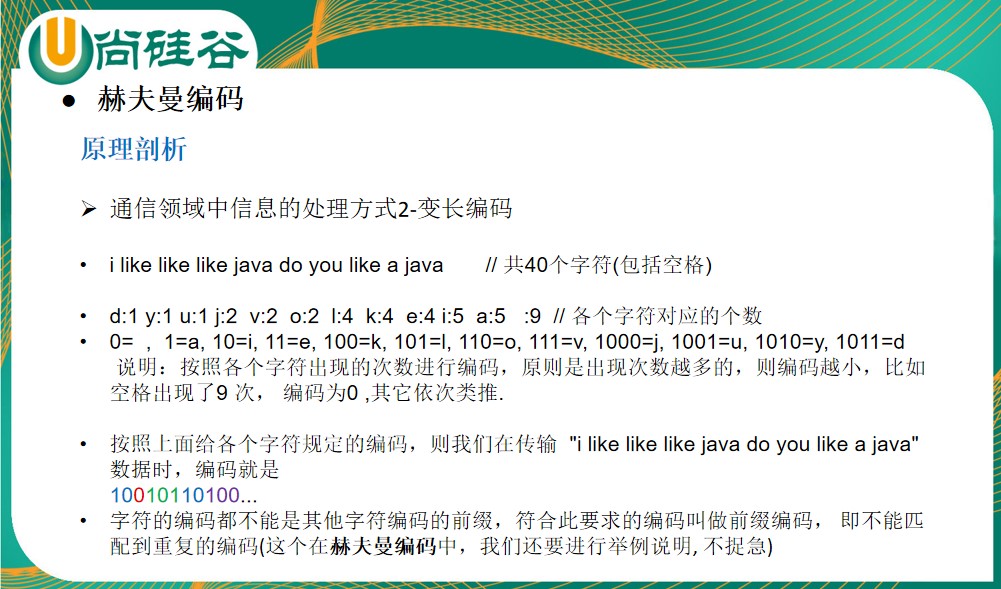 尚硅谷
● 赫夫曼编码
原理剖析
➢ 通信领域中信息的处理方式2-变长编码
• i like like like java do you like a java // 共40个字符(包括空格)
• d:1 y:1 u:1 j:2 v:2 o:2 l:4 k:4 e:4 i:5 a:5 :9 // 各个字符对应的个数
• 0= , 1=a, 10=i, 11=e, 100=k, 101=l, 110=o, 111=v, 1000=j, 1001=u, 1010=y, 1011=d
说明：按照各个字符出现的次数进行编码，原则是出现次数越多的，则编码越小，比如
空格出现了9 次， 编码为0 ,其它依次类推.
• 按照上面给各个字符规定的编码，则我们在传输 "i like like like java do you like a java"
数据时，编码就是
10010110100...
• 字符的编码都不能是其他字符编码的前缀，符合此要求的编码叫做前缀编码， 即不能匹
配到重复的编码(这个在赫夫曼编码中，我们还要进行举例说明, 不捉急)